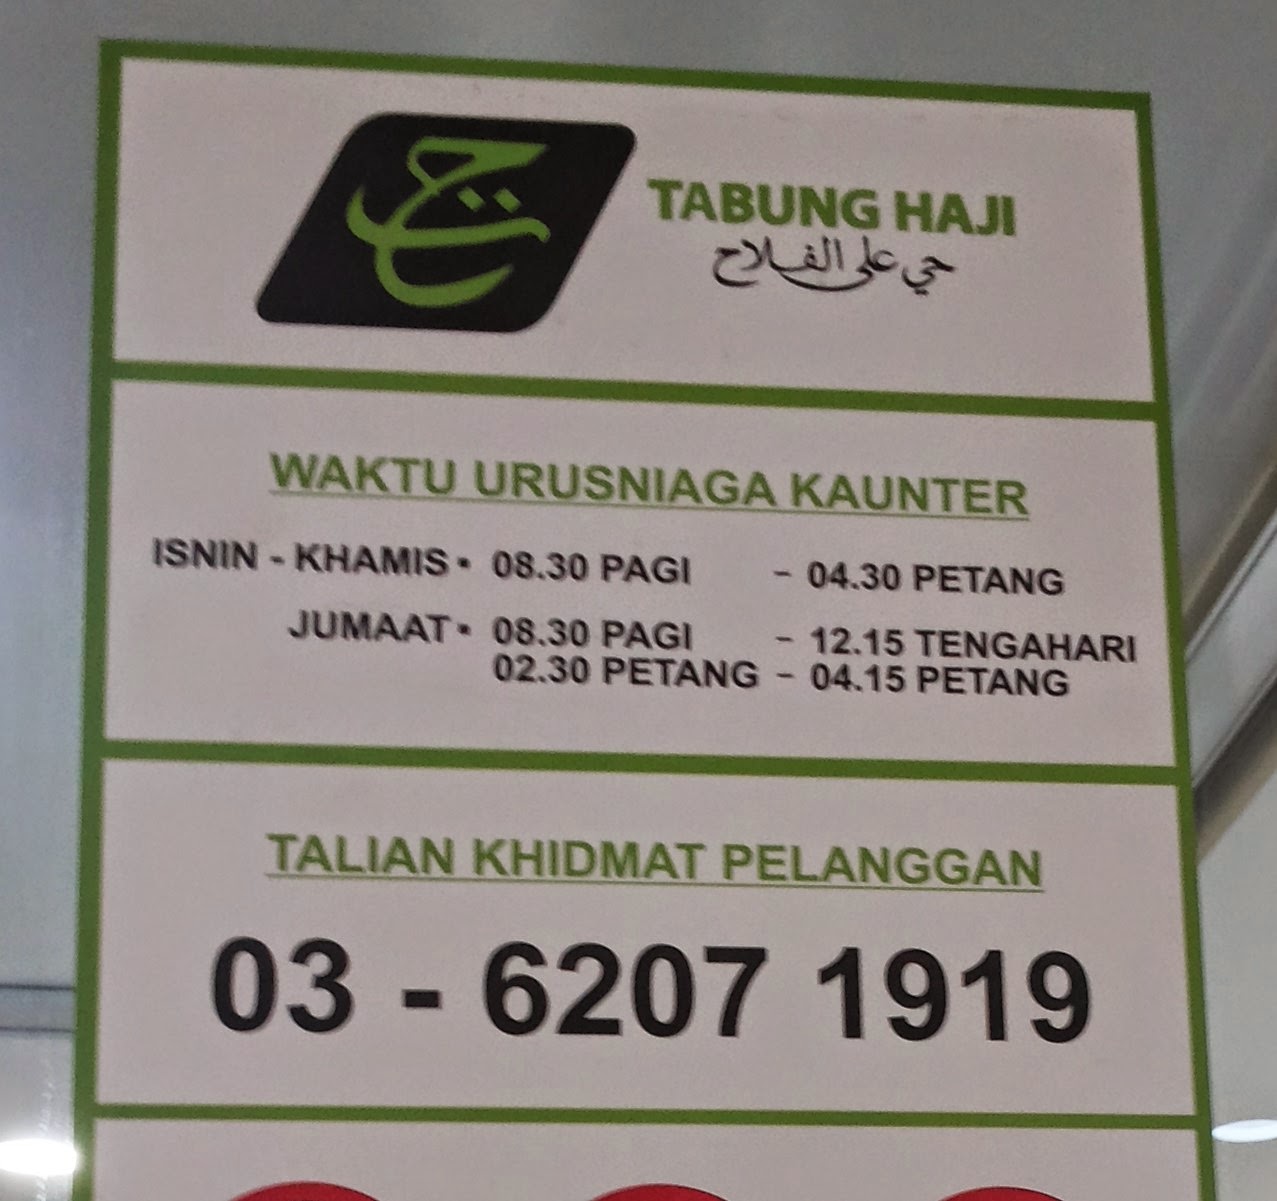 TABUNG HAJI
حي على الفلاح
WAKTU URUSNIAGA KAUNTER
ISNIN - KHAMIS • 08.30 PAGI - 04.30 PETANG
JUMAAT • 08.30 PAGI - 12.15 TENGAHARI
02.30 PETANG - 04.15 PETANG
TALIAN KHIDMAT PELANGGAN
03 - 6207 1919